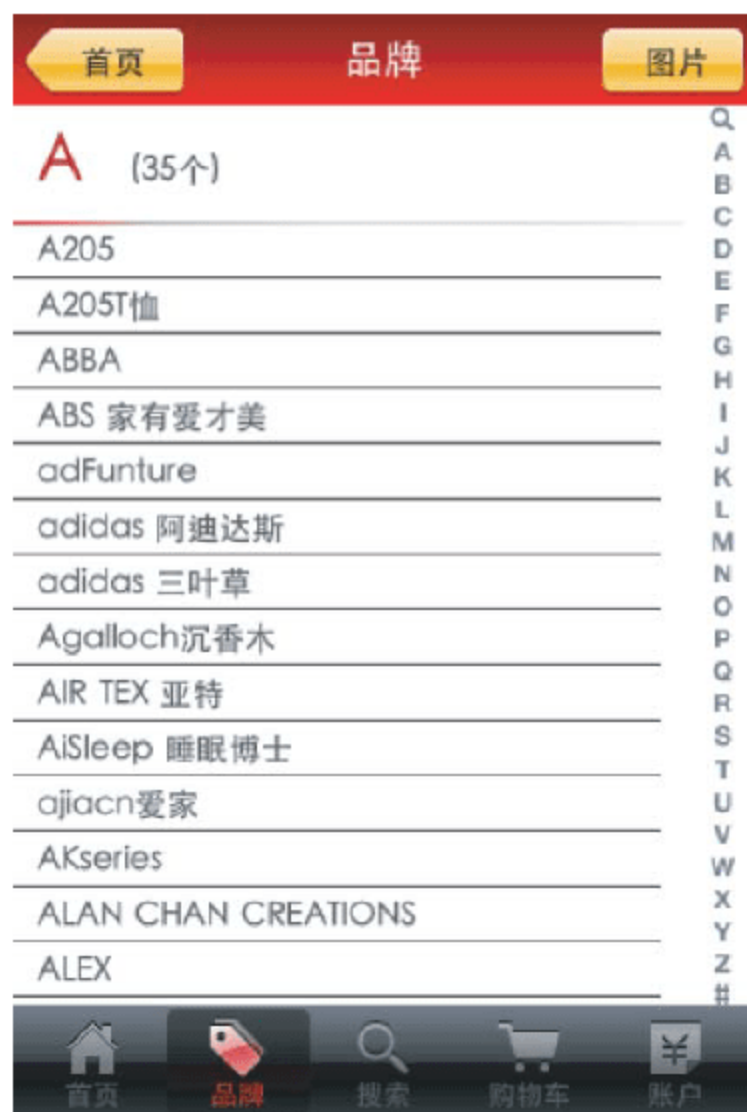 首页 品牌 图片
A (35个)
A205
A205T恤
ABBA
ABS 家有爱才美
adFunture
adidas 阿迪达斯
adidas 三叶草
Agalloch沉香木
AIR TEX 亚特
AiSleep 睡眠博士
ajiacn爱家
AKseries
ALAN CHAN CREATIONS
ALEX
A
B
C
D
E
F
G
H
I
J
K
L
M
N
O
P
Q
R
S
T
U
V
W
X
Y
Z
#
首页 品牌 搜索 购物车 账户